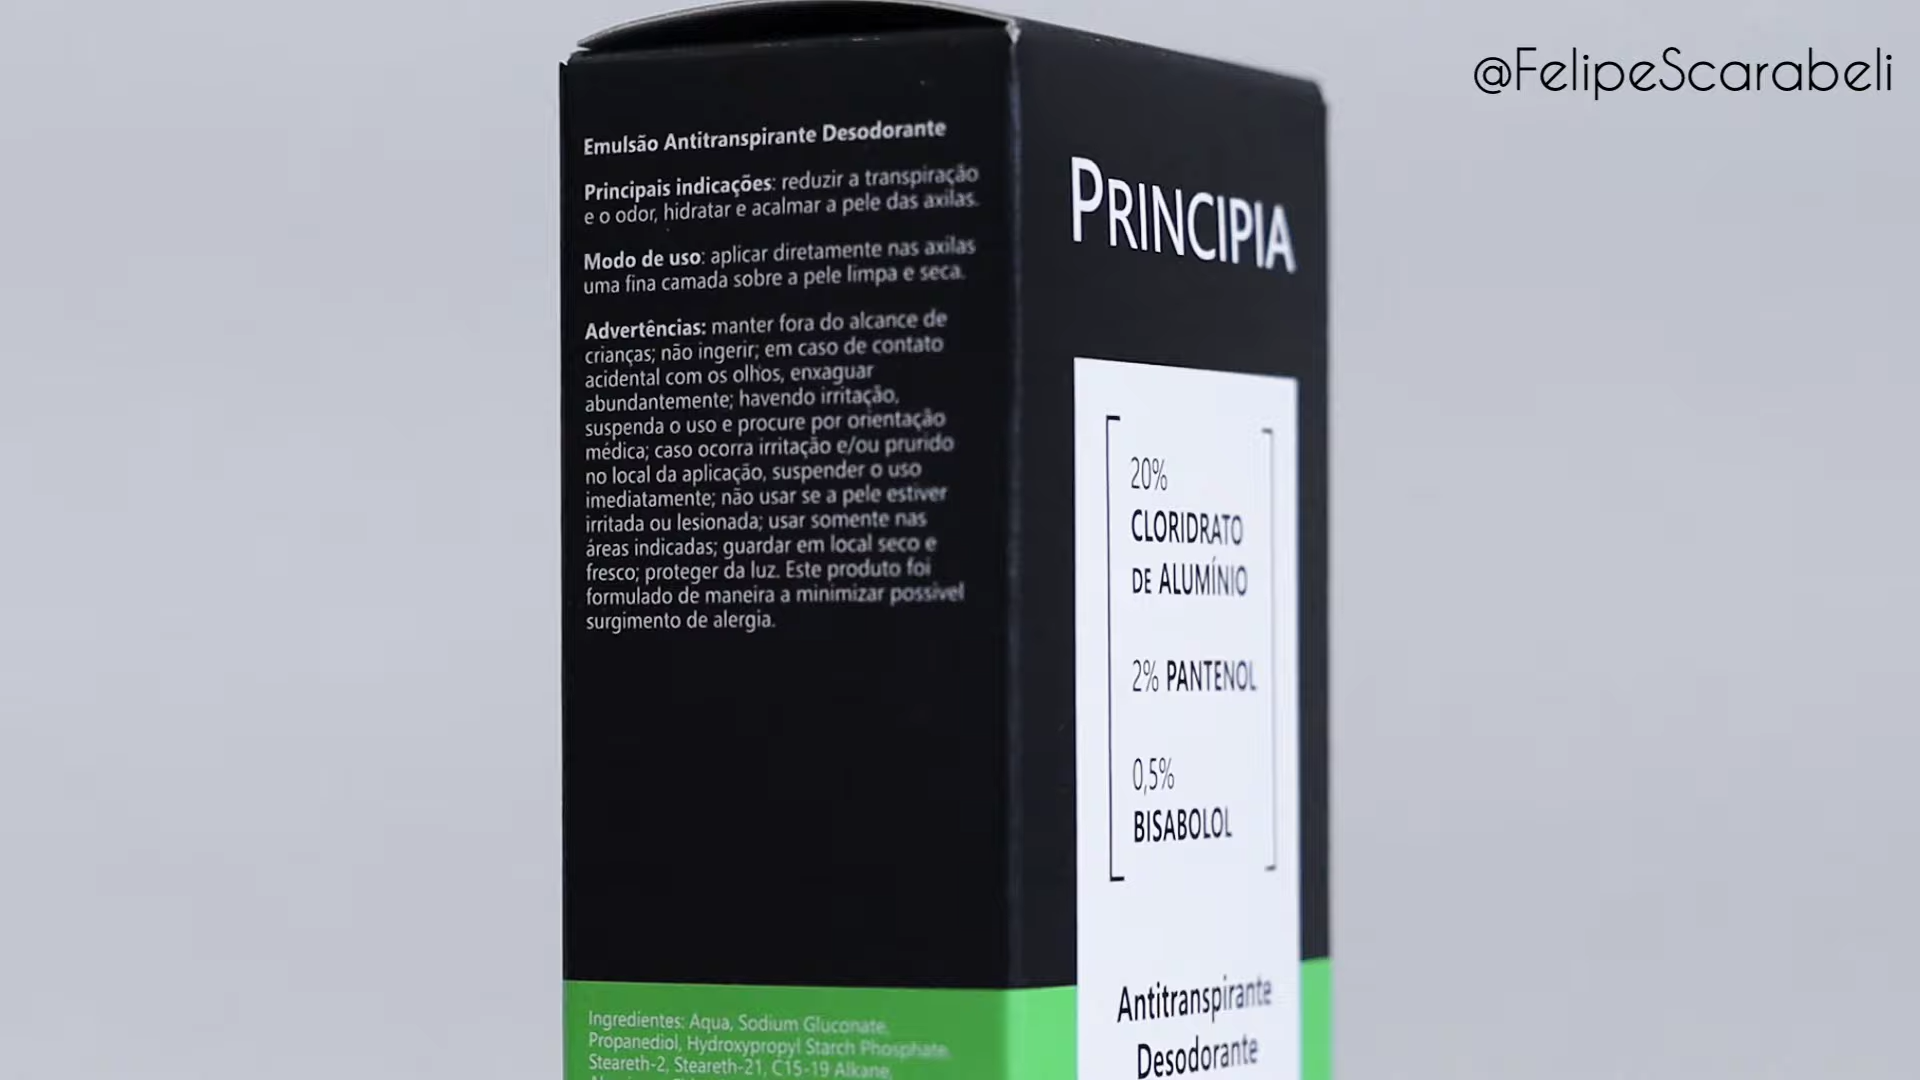 @FelipeScarabeli
Emulsão Antitranspirante Desodorante
Principais indicações: reduzir a transpiração
e o odor, hidratar e acalmar a pele das axilas.
Modo de uso: aplicar diretamente nas axilas
uma fina camada sobre a pele limpa e seca.
Advertências: manter fora do alcance de
crianças; não ingerir; em caso de contato
acidental com os olhos, enxaguar
abundantemente; havendo irritação,
suspenda o uso e procure por orientação
médica; caso ocorra irritação e/ou prurido
no local da aplicação, suspender o uso
imediatamente; não usar se a pele estiver
irritada ou lesionada; usar somente nas
áreas indicadas; guardar em local seco e
fresco; proteger da luz. Este produto foi
formulado de maneira a minimizar possível
surgimento de alergia.
Ingredientes: Aqua, Sodium Gluconate,
Propanediol, Hydroxypropyl Starch Phosphate,
Steareth-2, Steareth-21, C15-19 Alkane,
PRINCIPIA
20%
CLORIDRATO
DE ALUMÍNIO
2% PANTENOL
0,5%
BISABOLOL
Antitranspirante
Desodorante